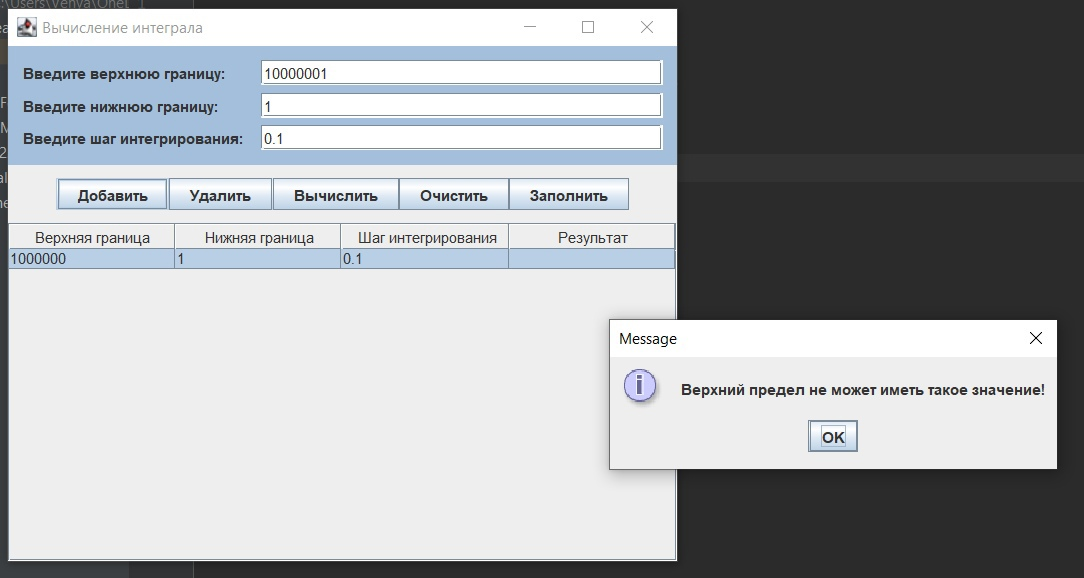 Вычисление интеграла
Введите верхнюю границу: 10000001
Введите нижнюю границу: 1
Введите шаг интегрирования: 0.1
Добавить Удалить Вычислить Очистить Заполнить
Верхняя граница Нижняя граница Шаг интегрирования Результат
1000000 1 0.1
Message
Верхний предел не может иметь такое значение!
OK